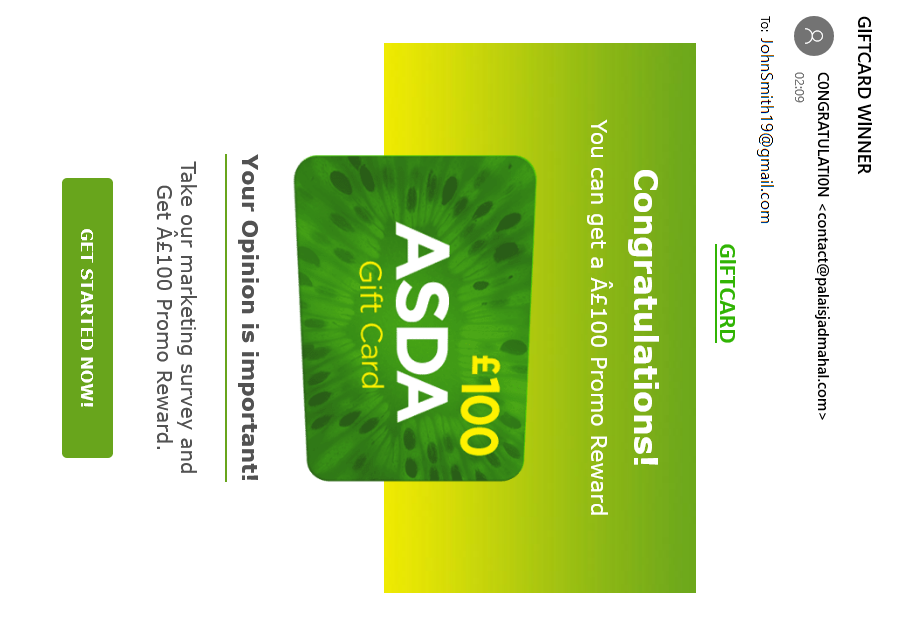 GIFTCARD WINNER
C0NGRATULATI0N <contact@palaisjadmahal.com>
02:09
To: JohnSmith19@gmail.com
GIFTCARD
Congratulations!
You can get a Â£100 Promo Reward
£100
ASDA
Gift Card
Your Opinion is important!
Take our marketing survey and
Get Â£100 Promo Reward.
GET STARTED NOW!